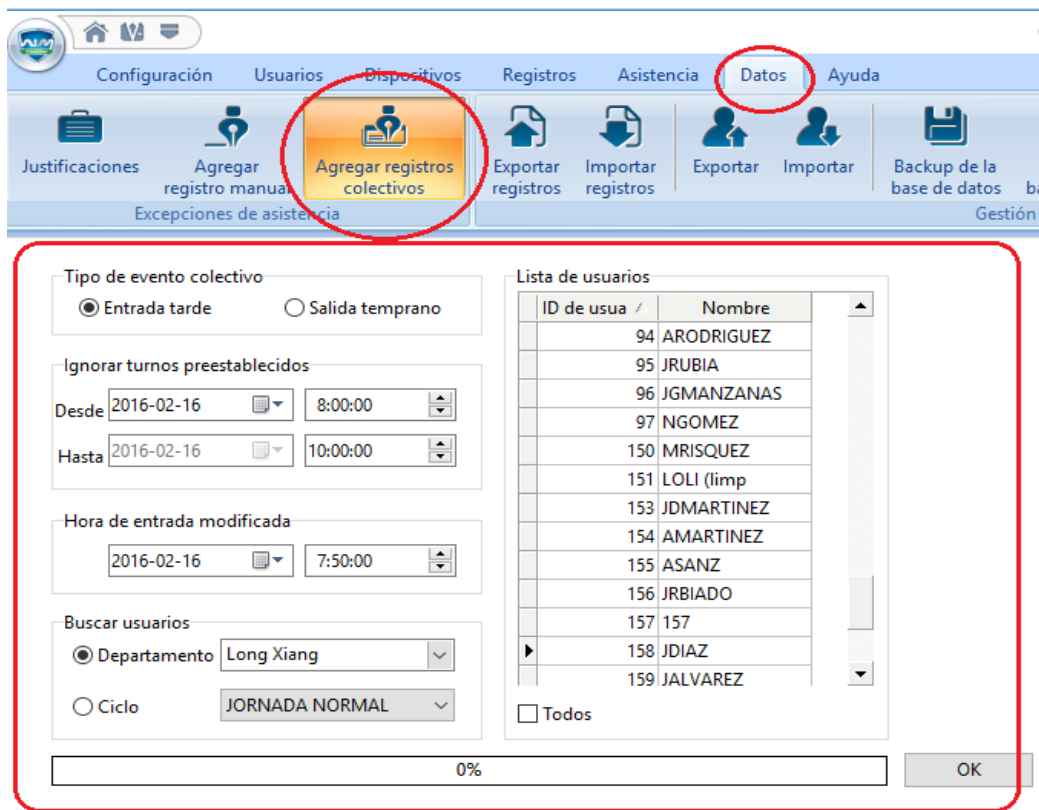 Configuración Usuarios Dispositivos Registros Asistencia Datos Ayuda
Justificaciones
Agregar
registro manual
Agregar registros
colectivos
Exportar
registros
Importar
registros
Exportar
Importar
Backup de la
base de datos
Excepciones de asistencia
Gestión
Tipo de evento colectivo
Entrada tarde Salida temprano
Ignorar turnos preestablecidos
Desde 2016-02-16 8:00:00
Hasta 2016-02-16 10:00:00
Hora de entrada modificada
2016-02-16 7:50:00
Buscar usuarios
Departamento Long Xiang
Ciclo JORNADA NORMAL
Lista de usuarios
ID de usua Nombre
94 ARODRIGUEZ
95 JRUBIA
96 JGMANZANAS
97 NGOMEZ
150 MRISQUEZ
151 LOLI (limp
153 JDMARTINEZ
154 AMARTINEZ
155 ASANZ
156 JRBIADO
157 157
158 JDIAZ
159 JALVAREZ
Todos
0%
OK